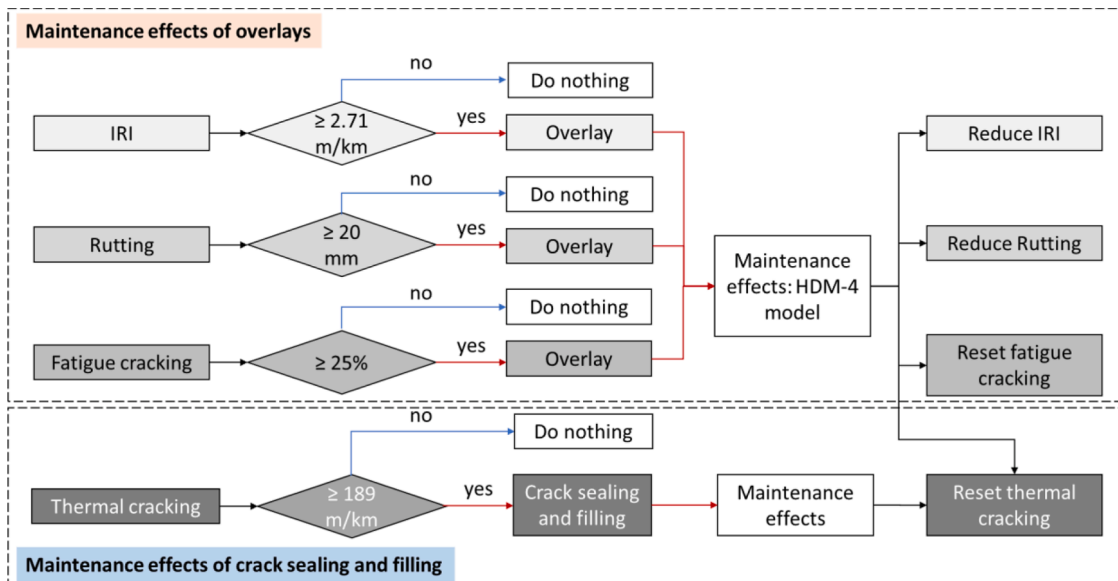 Maintenance effects of overlays
no
Do nothing
IRI
≥ 2.71
m/km
yes
Overlay
Reduce IRI
no
Do nothing
Rutting
≥ 20
mm
yes
Overlay
Maintenance
effects: HDM-4
model
Reduce Rutting
no
Do nothing
Fatigue cracking
≥ 25%
yes
Overlay
Reset fatigue
cracking
no
Do nothing
Thermal cracking
≥ 189
m/km
yes
Crack sealing
and filling
Maintenance
effects
Reset thermal
cracking
Maintenance effects of crack sealing and filling